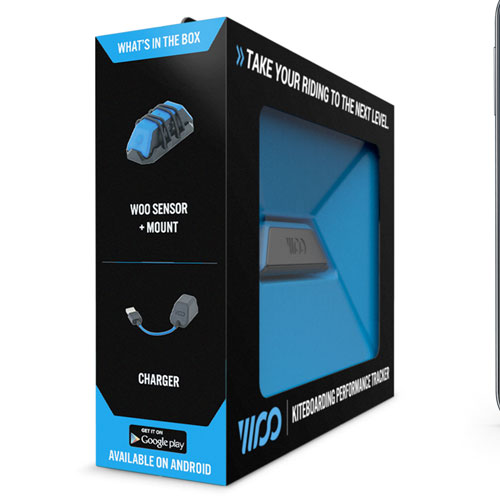 WHAT'S IN THE BOX
WOO SENSOR
+ MOUNT
CHARGER
GET IT ON
Google play
AVAILABLE ON ANDROID
TAKE YOUR RIDING TO THE NEXT LEVEL.
WOO
WOO
KITEBOARDING PERFORMANCE TRACKER